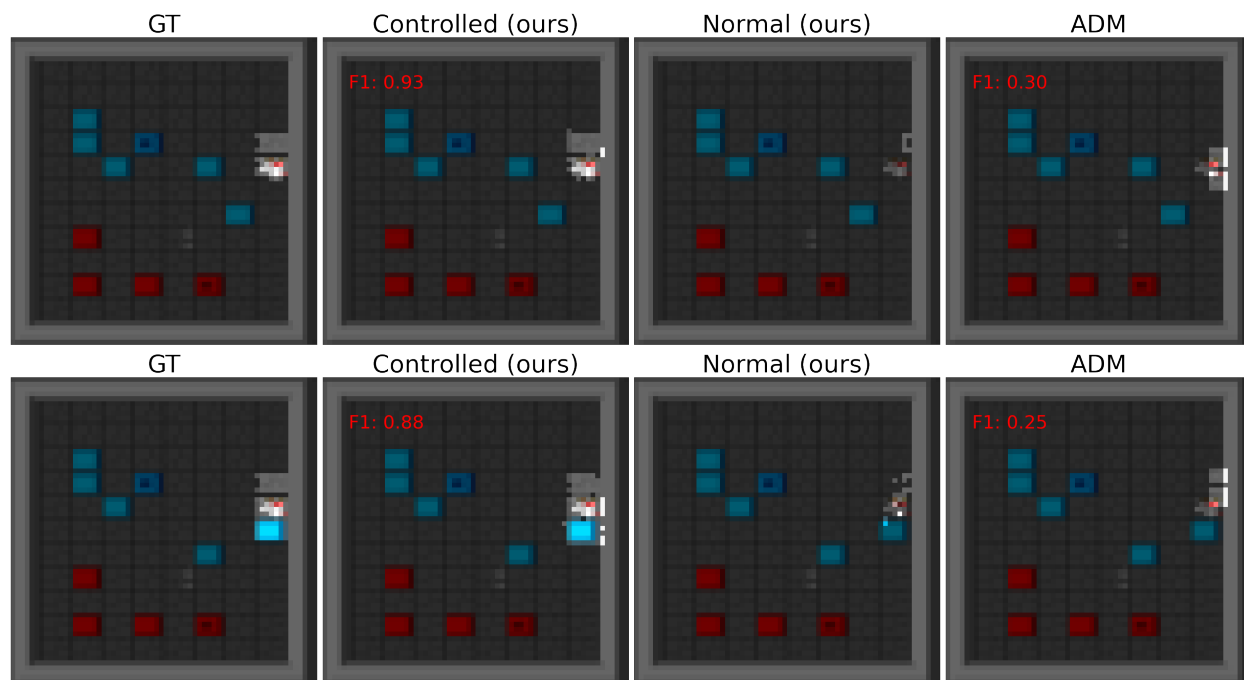 GT Controlled (ours) Normal (ours) ADM
F1: 0.93 F1: 0.30
GT Controlled (ours) Normal (ours) ADM
F1: 0.88 F1: 0.25